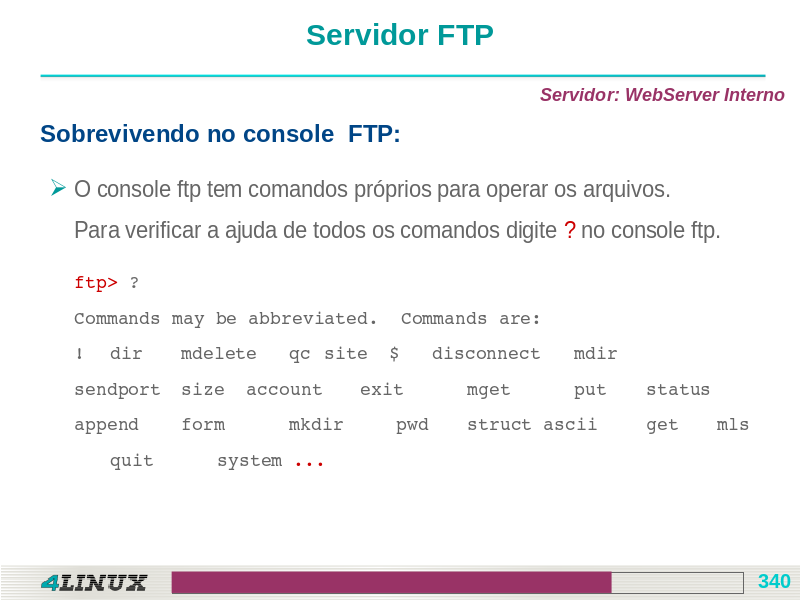 Servidor FTP
Servidor: WebServer Interno
Sobrevivendo no console FTP:
O console ftp tem comandos próprios para operar os arquivos.
Para verificar a ajuda de todos os comandos digite ? no console ftp.
ftp> ?
Commands may be abbreviated. Commands are:
! dir mdelete qc site $ disconnect mdir
sendport size account exit mget put status
append form mkdir pwd struct ascii get mls
quit system ...
4LINUX 340